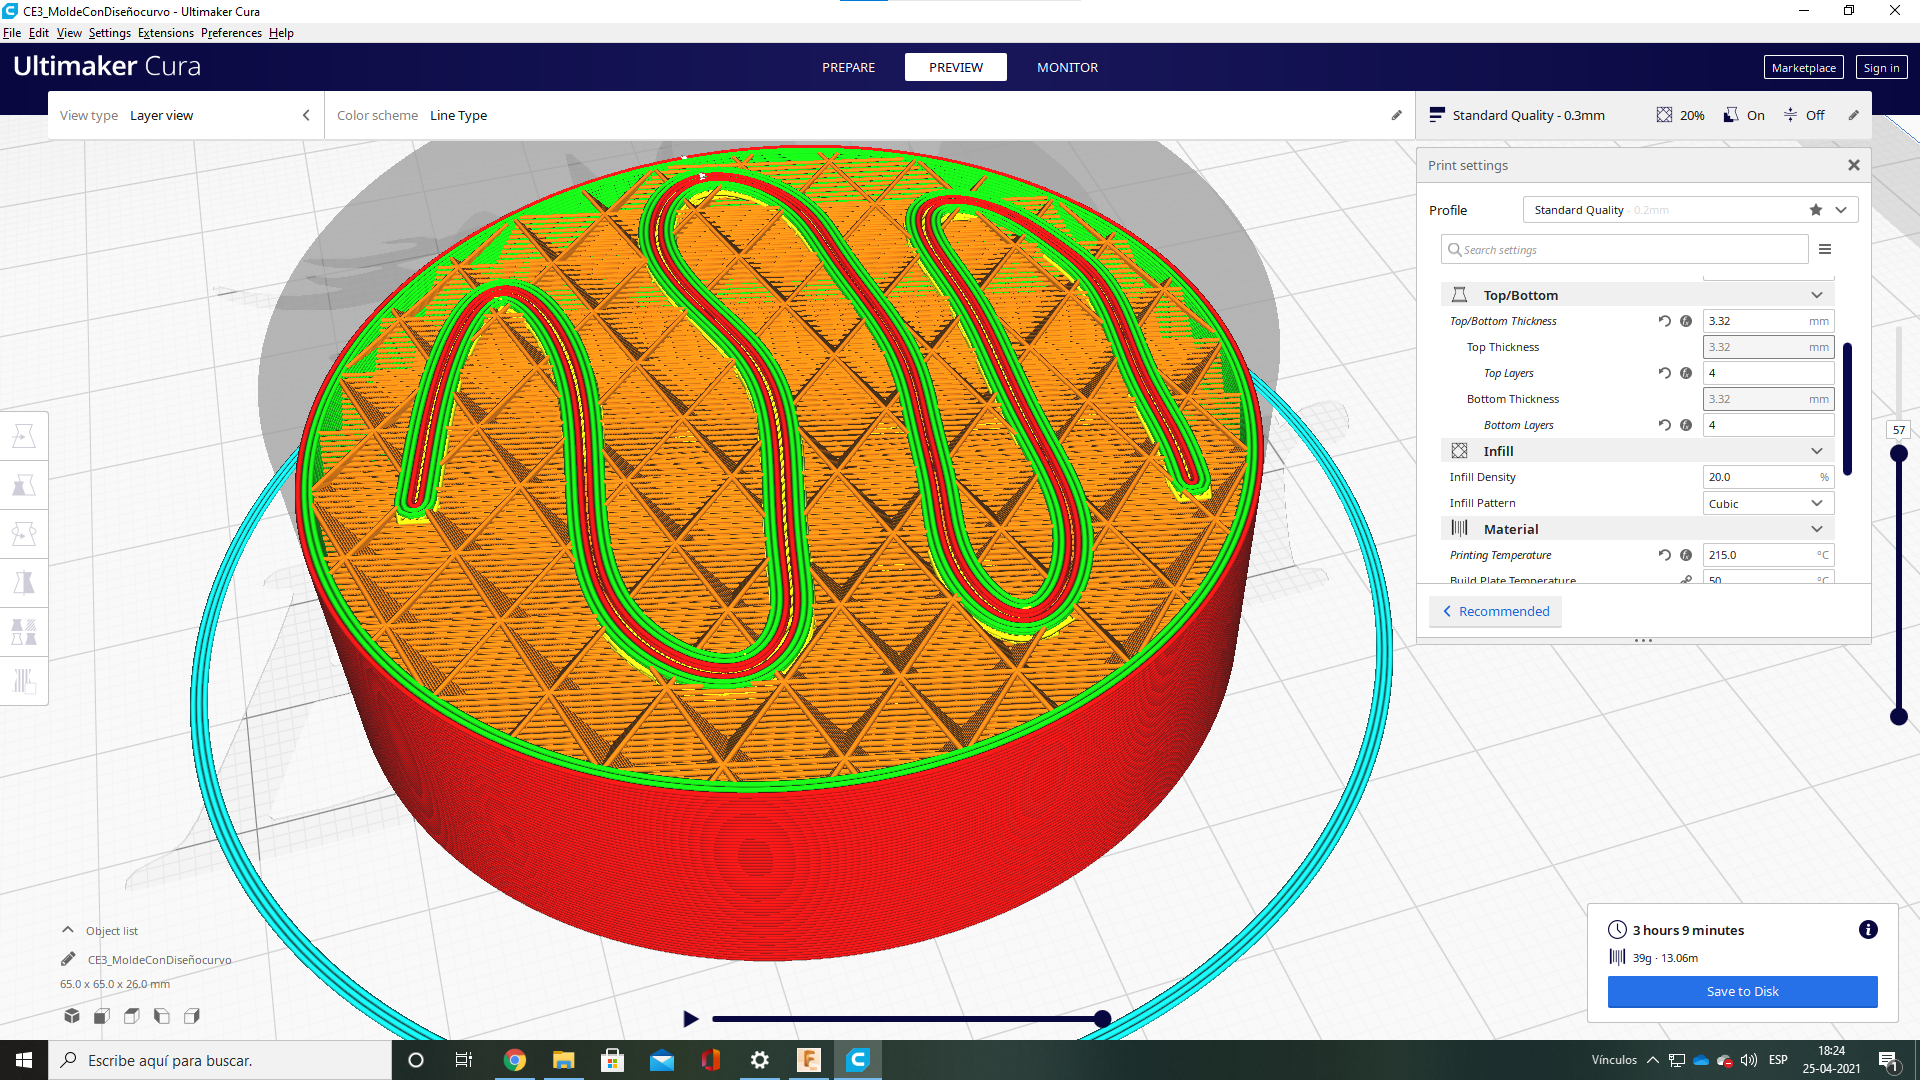 CE3_MoldeConDiseñocurvo - Ultimaker Cura
File Edit View Settings Extensions Preferences Help
Ultimaker Cura
PREPARE PREVIEW MONITOR
Marketplace Sign in
View type Layer view
Color scheme Line Type
Standard Quality - 0.3mm 20% On Off
Print settings
Profile Standard Quality - 0.2mm
Search settings
Top/Bottom
Top/Bottom Thickness 3.32 mm
Top Thickness 3.32 mm
Top Layers 4
Bottom Thickness 3.32 mm
Bottom Layers 4
Infill
Infill Density 20.0 %
Infill Pattern Cubic
Material
Printing Temperature 215.0 °C
Build Plate Temperature 50 °C
Recommended
57
Object list
CE3_MoldeConDiseñocurvo
65.0 x 65.0 x 26.0 mm
3 hours 9 minutes
39g · 13.06m
Save to Disk
Escribe aquí para buscar.
Vínculos ESP
18:24
25-04-2021
1